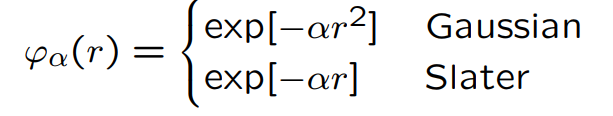 φα(r) = { exp[−αr²] Gaussian
exp[−αr] Slater